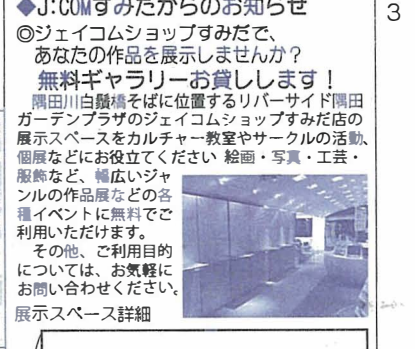 ◆J:COMすみだからのお知らせ
3
◎ジェイコムショップすみだで、
あなたの作品を展示しませんか？
無料ギャラリーお貸しします！
隅田川白鬚橋そばに位置するリバーサイド隅田
ガーデンプラザのジェイコムショップすみだ店の
展示スペースをカルチャー教室やサークルの活動、
個展などにお役立てください 絵画・写真・工芸・
服飾など、幅広いジャ
ンルの作品展などの各
種イベントに無料でご
利用いただけます。
その他、ご利用目的
については、お気軽に
お問い合わせください。
展示スペース詳細